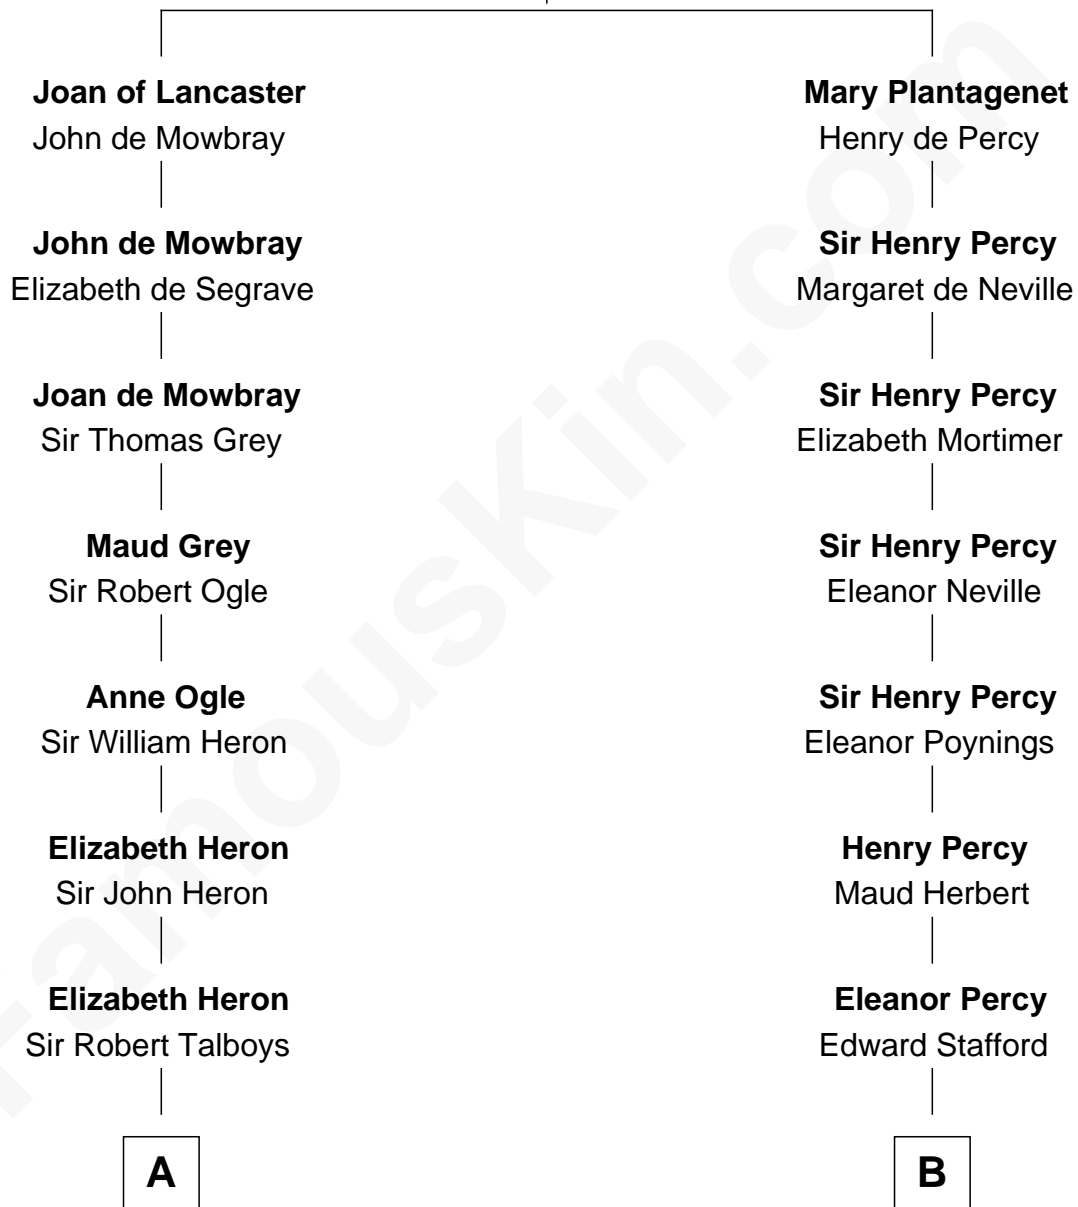 Joan of Lancaster
John de Mowbray
John de Mowbray
Elizabeth de Segrave
Joan de Mowbray
Sir Thomas Grey
Maud Grey
Sir Robert Ogle
Anne Ogle
Sir William Heron
Elizabeth Heron
Sir John Heron
Elizabeth Heron
Sir Robert Talboys
A
Mary Plantagenet
Henry de Percy
Sir Henry Percy
Margaret de Neville
Sir Henry Percy
Elizabeth Mortimer
Sir Henry Percy
Eleanor Neville
Sir Henry Percy
Eleanor Poynings
Henry Percy
Maud Herbert
Eleanor Percy
Edward Stafford
B
FamousKin.com